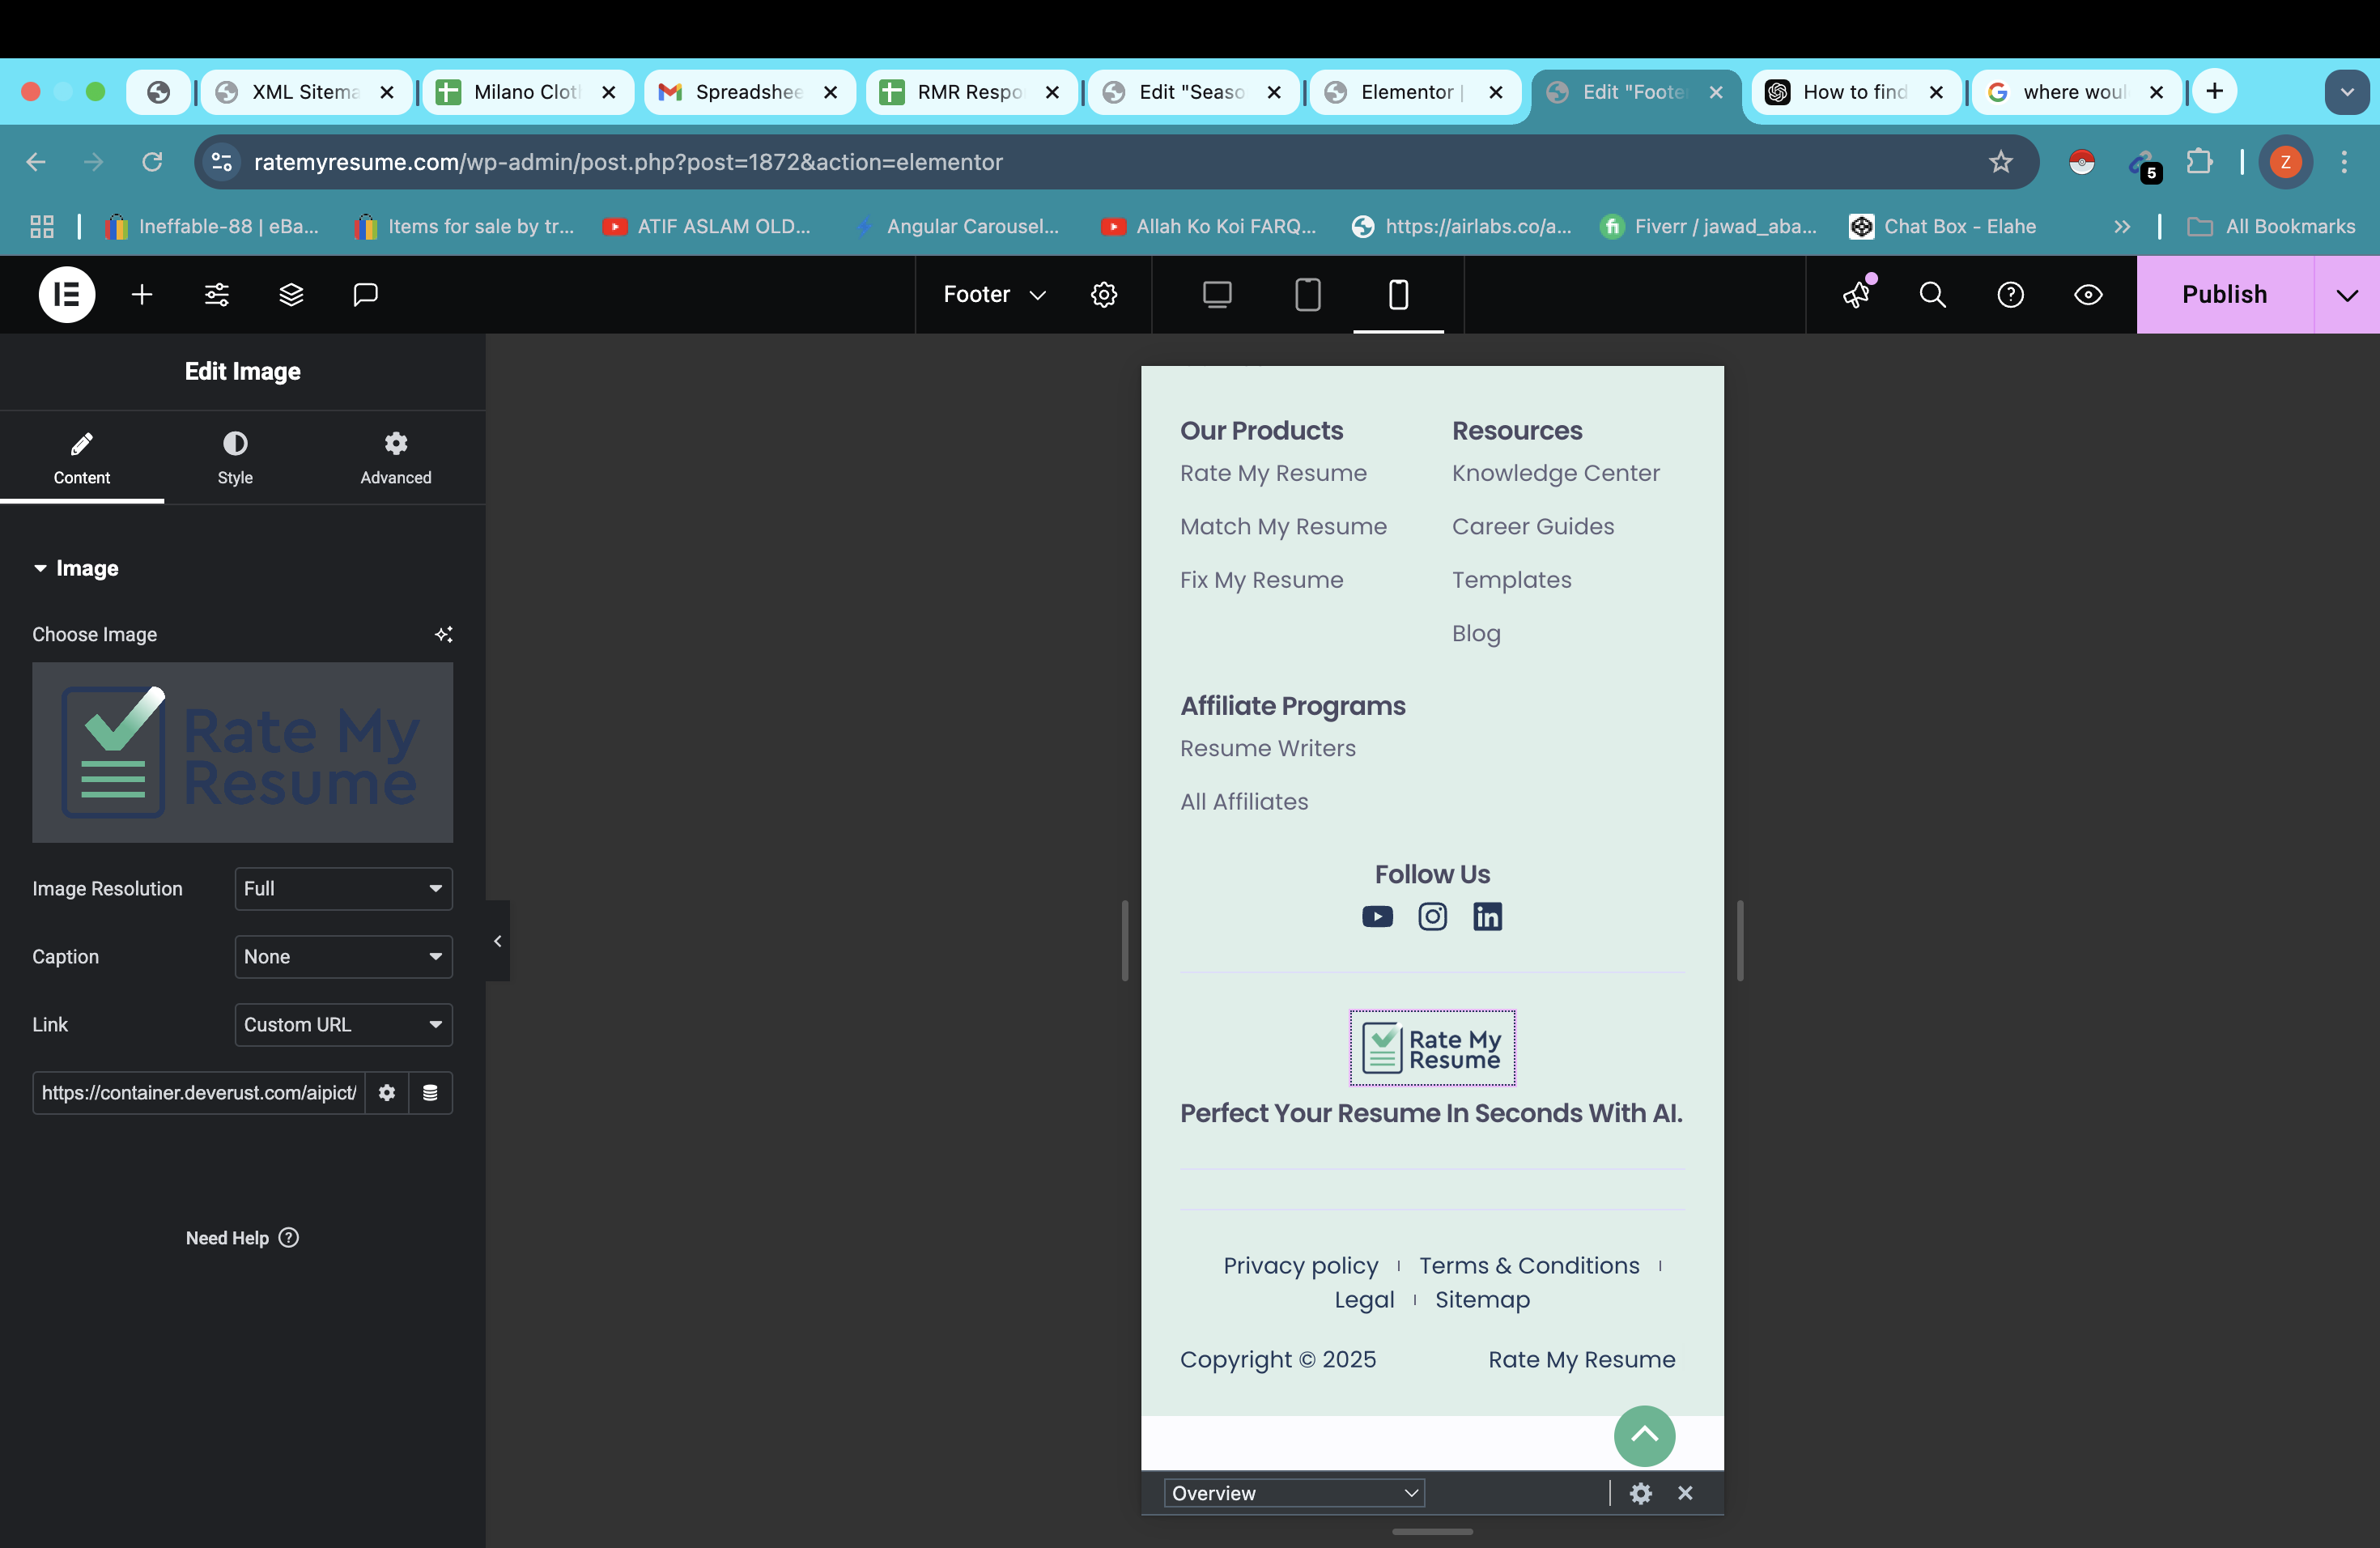 XML Sitema
Milano Clot
Spreadshee
RMR Respo
Edit "Seaso
Elementor |
Edit "Foote
How to find
where woul
ratemyresume.com/wp-admin/post.php?post=1872&action=elementor
5
Z
Ineffable-88 | eBa...
Items for sale by tr...
ATIF ASLAM OLD...
Angular Carousel...
Allah Ko Koi FARQ...
https://airlabs.co/a...
Fiverr / jawad_aba...
Chat Box - Elahe
All Bookmarks
Footer
Publish
Edit Image
Content
Style
Advanced
Image
Choose Image
Rate My
Resume
Image Resolution
Full
Caption
None
Link
Custom URL
https://container.deverust.com/aipict/
Need Help
Our Products
Rate My Resume
Match My Resume
Fix My Resume
Resources
Knowledge Center
Career Guides
Templates
Blog
Affiliate Programs
Resume Writers
All Affiliates
Follow Us
Rate My
Resume
Perfect Your Resume In Seconds With AI.
Privacy policy | Terms & Conditions |
Legal | Sitemap
Copyright © 2025
Rate My Resume
Overview